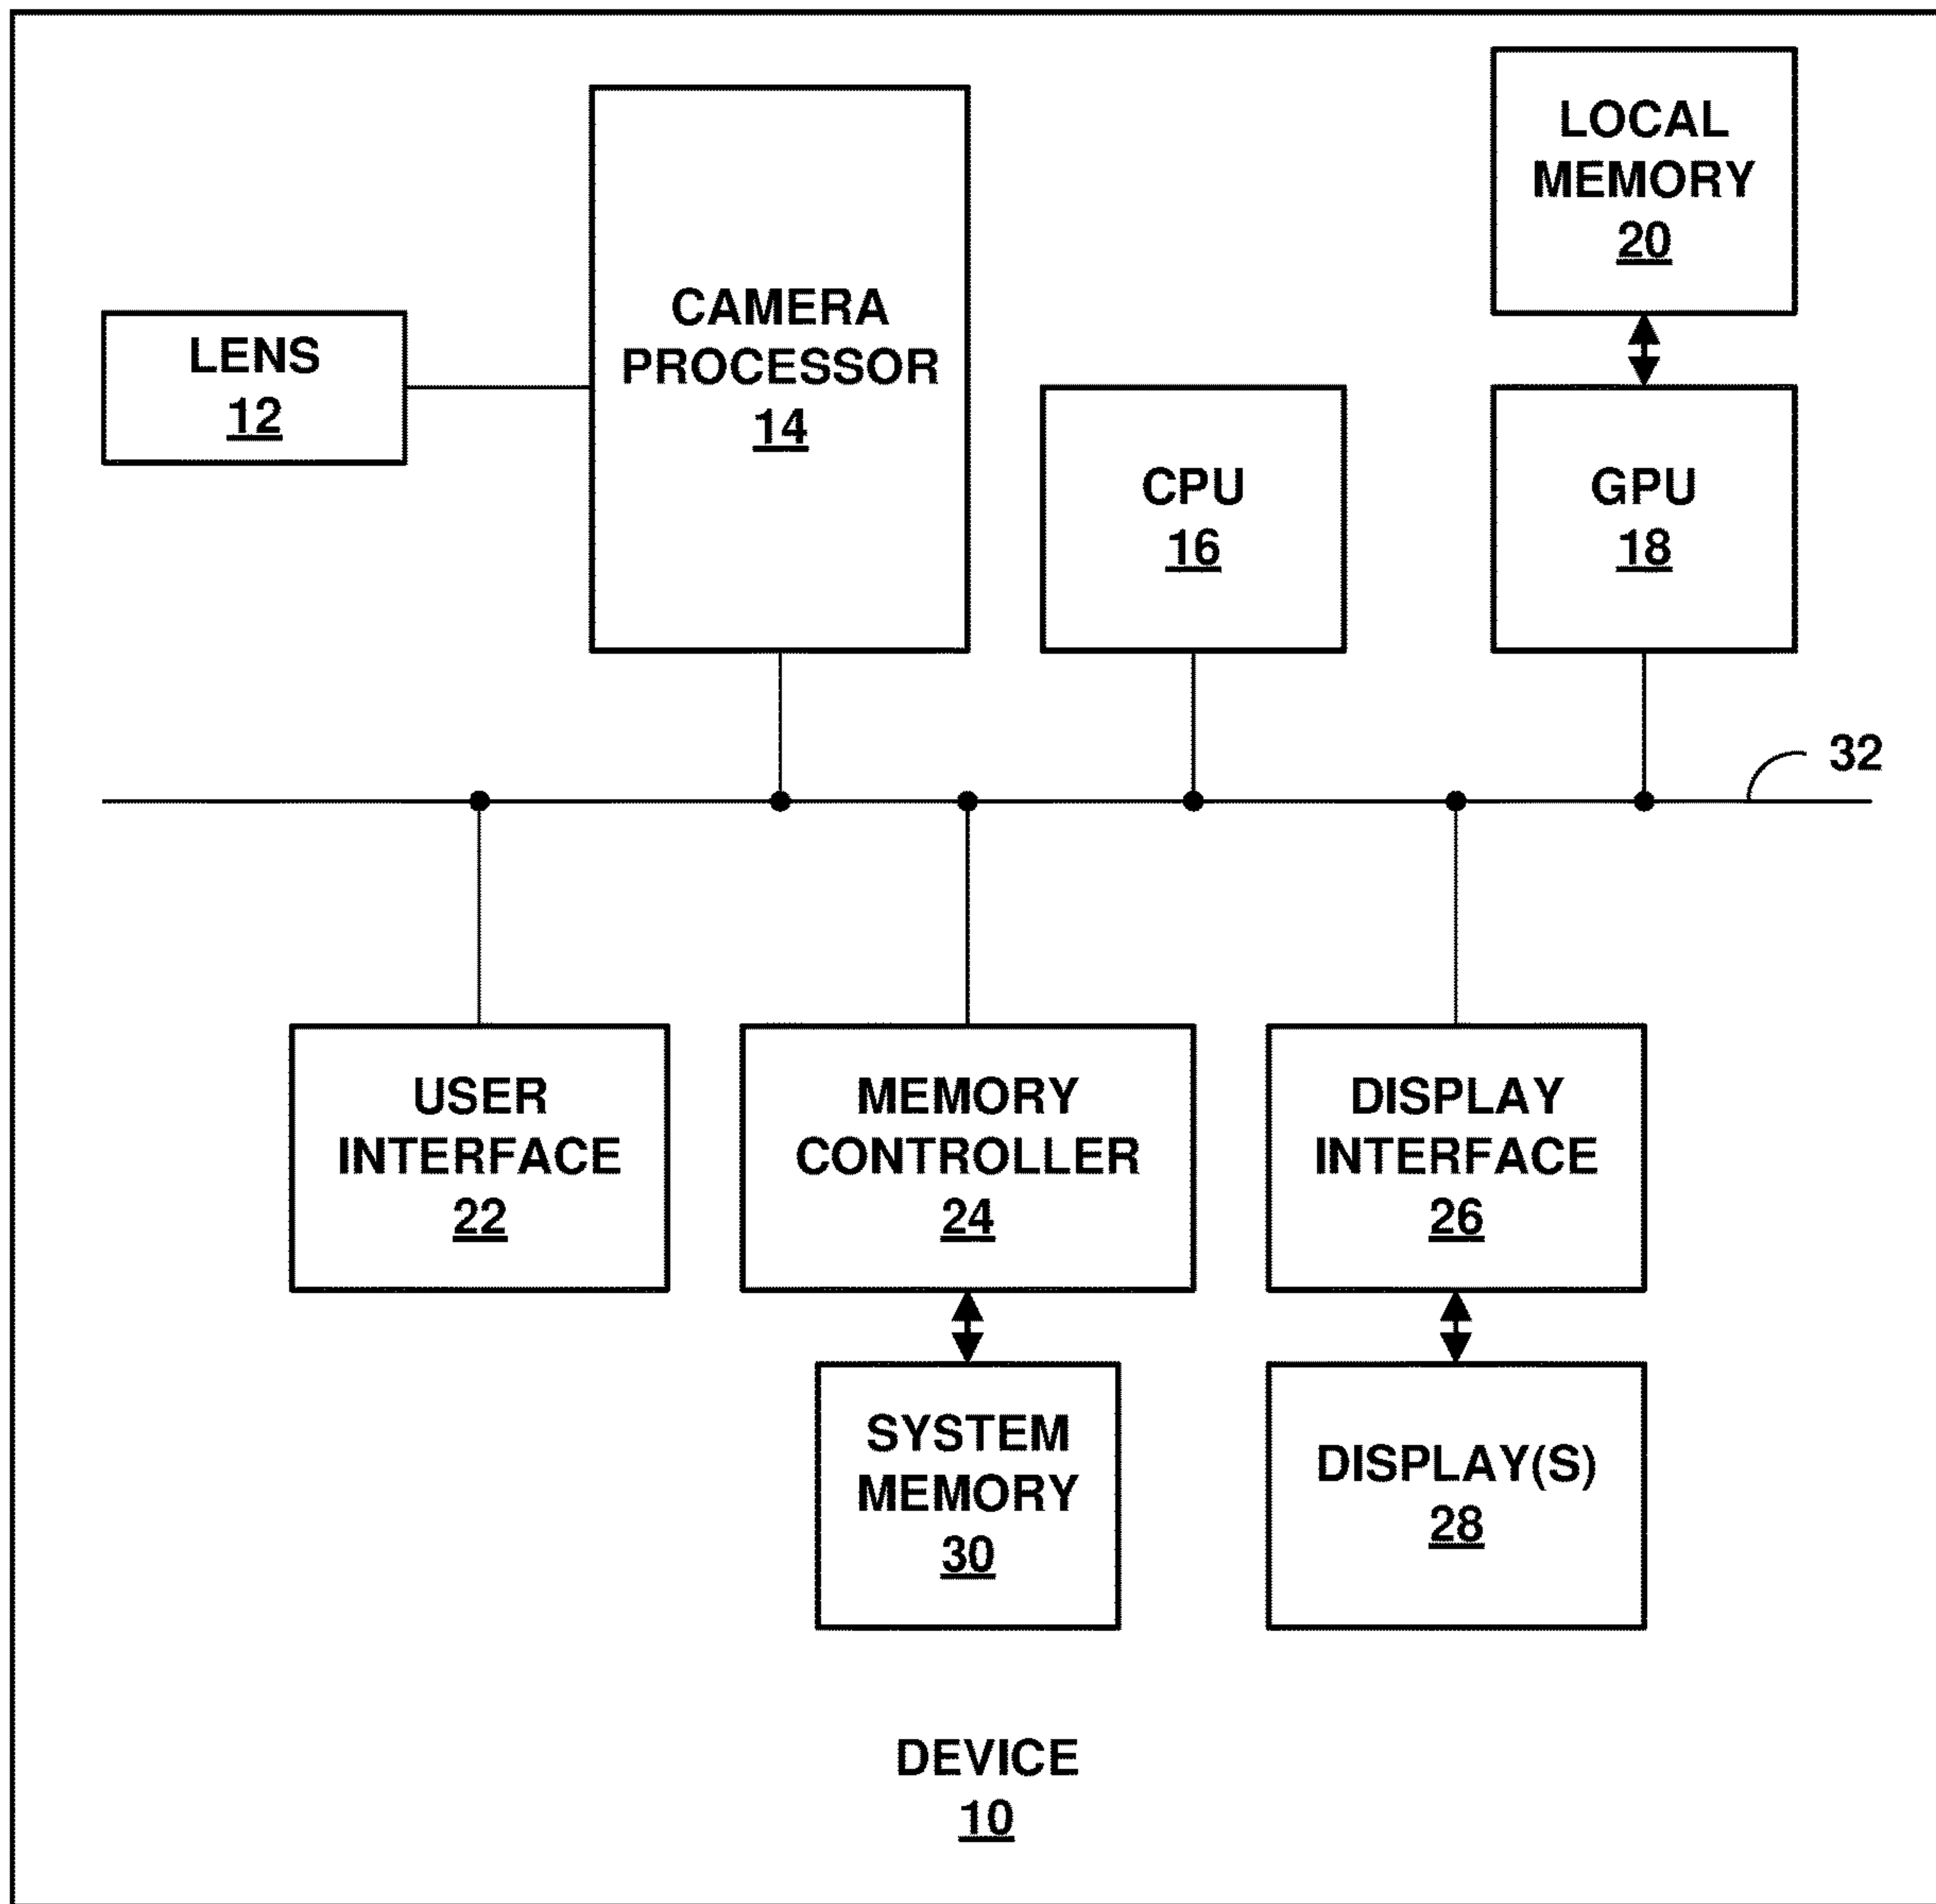 LOCAL
MEMORY
20
CAMERA
PROCESSOR
14
LENS
12
CPU
16
GPU
18
32
USER
INTERFACE
22
MEMORY
CONTROLLER
24
DISPLAY
INTERFACE
26
SYSTEM
MEMORY
30
DISPLAY(S)
28
DEVICE
10